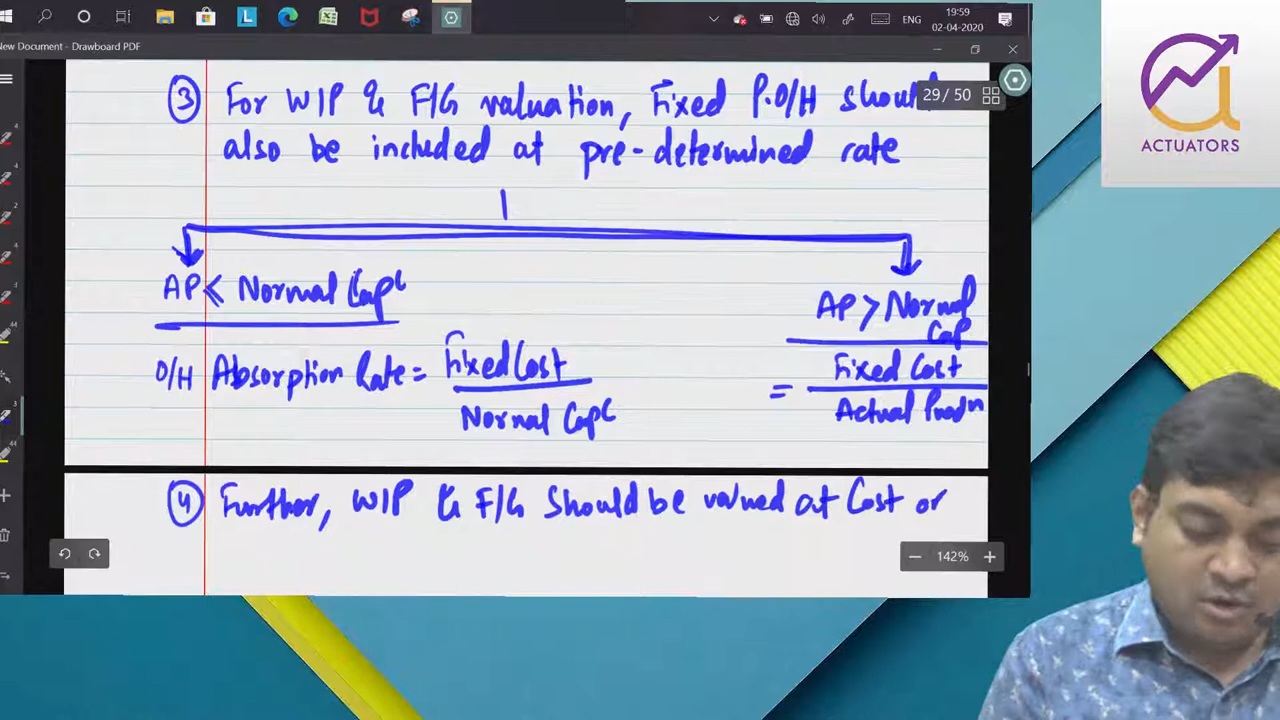 19:59
ENG
02-04-2020
New Document - Drawboard PDF
29 / 50
ACTUATORS
③ For WIP & F/G valuation, Fixed P.O/H should
also be included at pre-determined rate
AP < Normal Capc
AP > Normal
Cap
O/H Absorption Rate = Fixed Cost
Normal Capc
= Fixed Cost
Actual Prodn
④ Further, WIP & F/G Should be valued at Cost or
142%